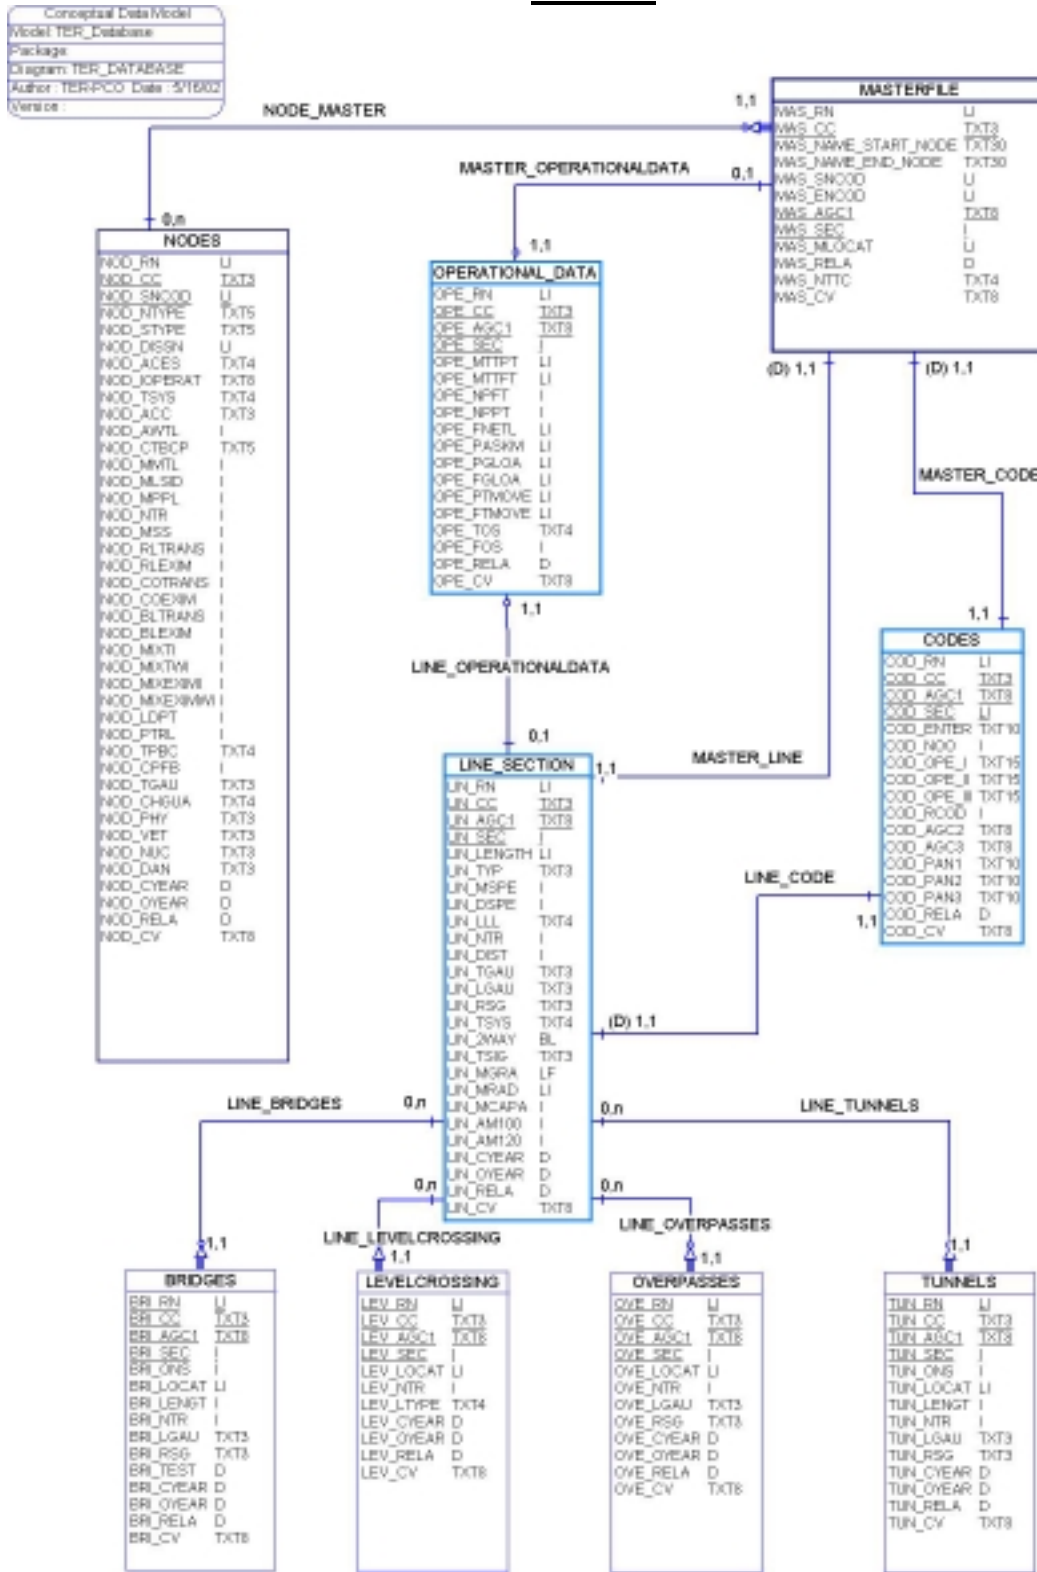 Conceptual Data Model
Model: TER_Database
Package:
Diagram: TER_DATABASE
Author : TER-PCO Date : 5/16/02
Version :
NODE_MASTER
1,1
0,n
MASTER_OPERATIONALDATA
0,1
1,1
MASTERFILE
MAS_RN LI
MAS_CC TXT3
MAS_NAME_START_NODE TXT30
MAS_NAME_END_NODE TXT30
MAS_SNCOD LI
MAS_ENCOD LI
MAS_AGC1 TXT8
MAS_SEC I
MAS_MLOCAT LI
MAS_RELA D
MAS_NTTC TXT4
MAS_CV TXT8
(D) 1,1
(D) 1,1
MASTER_CODE
1,1
NODES
NOD_RN LI
NOD_CC TXT3
NOD_SNCOD LI
NOD_NTYPE TXT5
NOD_STYPE TXT5
NOD_DISSN LI
NOD_ACES TXT4
NOD_IOPERAT TXT8
NOD_TSYS TXT4
NOD_ACC TXT3
NOD_AWTL I
NOD_CTBCP TXT5
NOD_MMTL I
NOD_MLSID I
NOD_MPPL I
NOD_NTR I
NOD_MSS I
NOD_RLTRANS I
NOD_RLEXIM I
NOD_COTRANS I
NOD_COEXIM I
NOD_BLTRANS I
NOD_BLEXIM I
NOD_MIXTI I
NOD_MIXTWI I
NOD_MIXEXIMI I
NOD_MIXEXIMWI I
NOD_LDPT I
NOD_PTRL I
NOD_TPBC TXT4
NOD_CPFB I
NOD_TGAU TXT3
NOD_CHGUA TXT4
NOD_PHY TXT3
NOD_VET TXT3
NOD_NUC TXT3
NOD_DAN TXT3
NOD_CYEAR D
NOD_OYEAR D
NOD_RELA D
NOD_CV TXT8
OPERATIONAL_DATA
OPE_RN LI
OPE_CC TXT3
OPE_AGC1 TXT8
OPE_SEC I
OPE_MTTPT LI
OPE_MTTFT LI
OPE_NPFT I
OPE_NPPT I
OPE_FNETL LI
OPE_PASKM LI
OPE_PGLOA LI
OPE_FGLOA LI
OPE_PTMOVE LI
OPE_FTMOVE LI
OPE_TOS TXT4
OPE_FOS I
OPE_RELA D
OPE_CV TXT8
1,1
LINE_OPERATIONALDATA
0,1
CODES
COD_RN LI
COD_CC TXT3
COD_AGC1 TXT8
COD_SEC LI
COD_ENTER TXT10
COD_NOO I
COD_OPE_I TXT15
COD_OPE_II TXT15
COD_OPE_III TXT15
COD_RCOD I
COD_AGC2 TXT8
COD_AGC3 TXT8
COD_PAN1 TXT10
COD_PAN2 TXT10
COD_PAN3 TXT10
COD_RELA D
COD_CV TXT8
LINE_SECTION
LIN_RN LI
LIN_CC TXT3
LIN_AGC1 TXT8
LIN_SEC I
LIN_LENGTH LI
LIN_TYP TXT3
LIN_MSPE I
LIN_DSPE I
LIN_LLL TXT4
LIN_NTR I
LIN_DIST I
LIN_TGAU TXT3
LIN_LGAU TXT3
LIN_RSG TXT3
LIN_TSYS TXT4
LIN_2WAY BL
LIN_TSIG TXT3
LIN_MGRA LF
LIN_MRAD LI
LIN_MCAPA I
LIN_AM100 I
LIN_AM120 I
LIN_CYEAR D
LIN_OYEAR D
LIN_RELA D
LIN_CV TXT8
1,1
MASTER_LINE
LINE_CODE
1,1
(D) 1,1
LINE_BRIDGES
0,n
0,n
LINE_TUNNELS
0,n
0,n
LINE_LEVELCROSSING
LINE_OVERPASSES
1,1
1,1
1,1
1,1
BRIDGES
BRI_RN LI
BRI_CC TXT3
BRI_AGC1 TXT8
BRI_SEC I
BRI_ONS I
BRI_LOCAT LI
BRI_LENGT I
BRI_NTR I
BRI_LGAU TXT3
BRI_RSG TXT3
BRI_TEST D
BRI_CYEAR D
BRI_OYEAR D
BRI_RELA D
BRI_CV TXT8
LEVELCROSSING
LEV_RN LI
LEV_CC TXT3
LEV_AGC1 TXT8
LEV_SEC I
LEV_LOCAT LI
LEV_NTR I
LEV_LTYPE TXT4
LEV_CYEAR D
LEV_OYEAR D
LEV_RELA D
LEV_CV TXT8
OVERPASSES
OVE_RN LI
OVE_CC TXT3
OVE_AGC1 TXT8
OVE_SEC I
OVE_LOCAT LI
OVE_NTR I
OVE_LGAU TXT3
OVE_RSG TXT3
OVE_CYEAR D
OVE_OYEAR D
OVE_RELA D
OVE_CV TXT8
TUNNELS
TUN_RN LI
TUN_CC TXT3
TUN_AGC1 TXT8
TUN_SEC I
TUN_ONS I
TUN_LOCAT LI
TUN_LENGT I
TUN_NTR I
TUN_LGAU TXT3
TUN_RSG TXT3
TUN_CYEAR D
TUN_OYEAR D
TUN_RELA D
TUN_CV TXT8